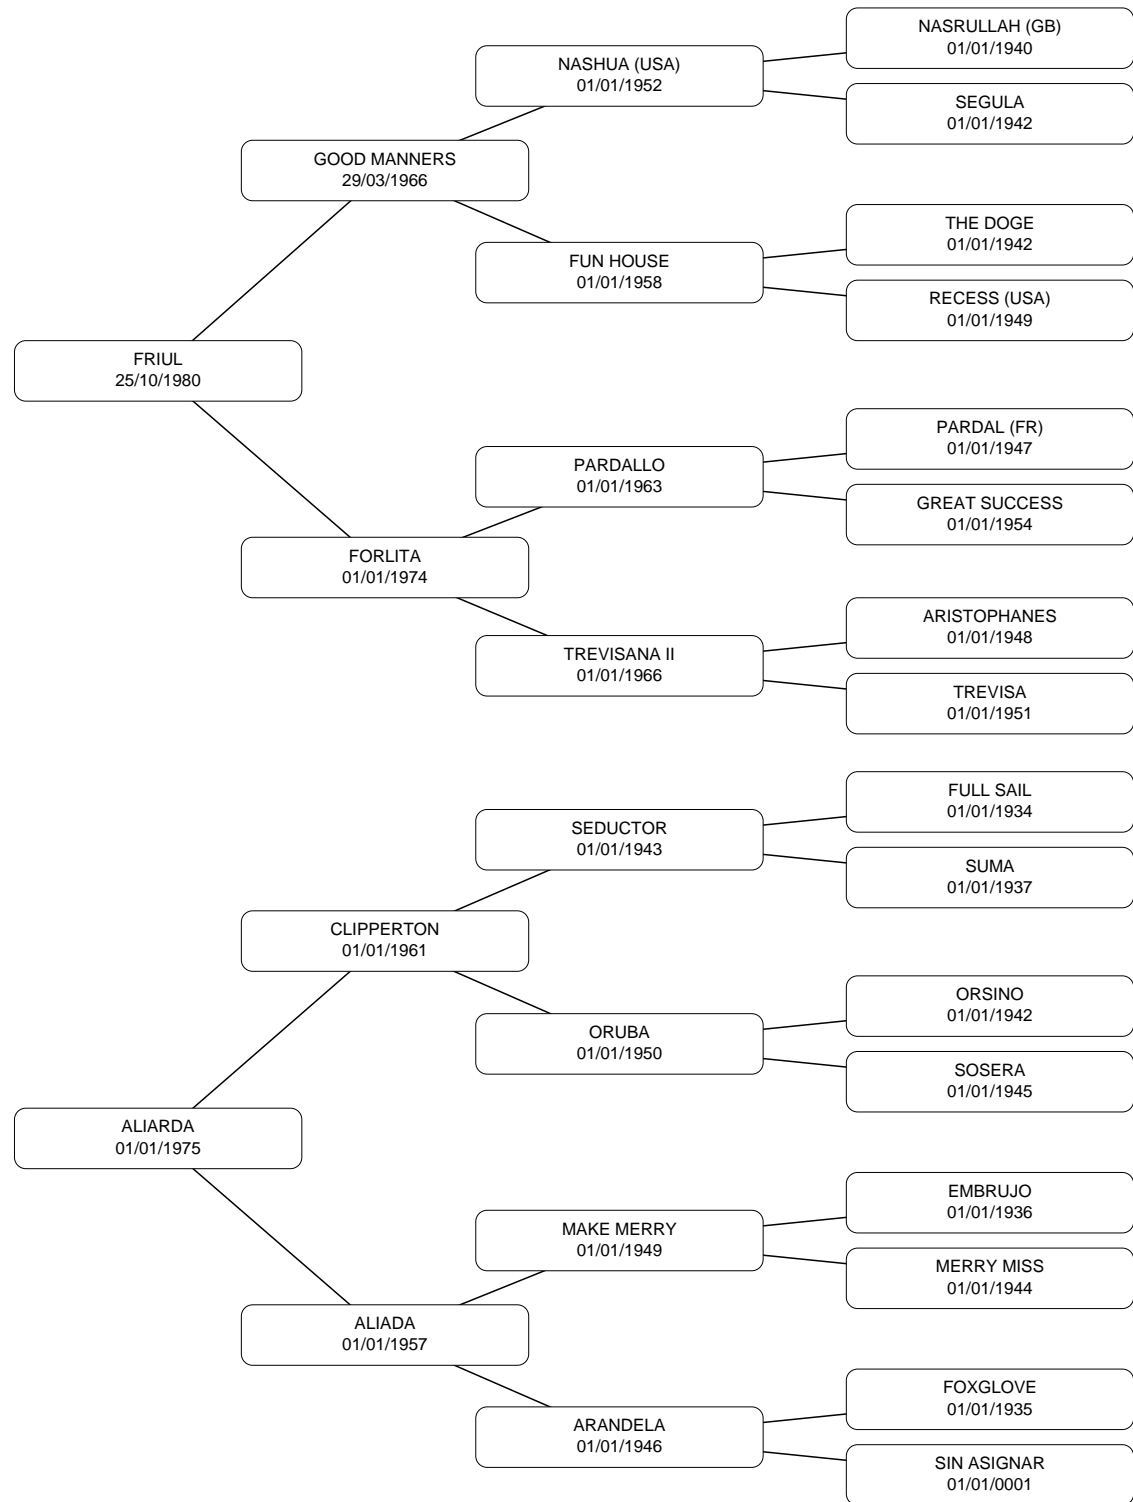 NASRULLAH (GB)
01/01/1940
NASHUA (USA)
01/01/1952
SEGULA
01/01/1942
GOOD MANNERS
29/03/1966
THE DOGE
01/01/1942
FUN HOUSE
01/01/1958
RECESS (USA)
01/01/1949
FRIUL
25/10/1980
PARDAL (FR)
01/01/1947
PARDALLO
01/01/1963
GREAT SUCCESS
01/01/1954
FORLITA
01/01/1974
ARISTOPHANES
01/01/1948
TREVISANA II
01/01/1966
TREVISA
01/01/1951
FULL SAIL
01/01/1934
SEDUCTOR
01/01/1943
SUMA
01/01/1937
CLIPPERTON
01/01/1961
ORSINO
01/01/1942
ORUBA
01/01/1950
SOSERA
01/01/1945
ALIARDA
01/01/1975
EMBRUJO
01/01/1936
MAKE MERRY
01/01/1949
MERRY MISS
01/01/1944
ALIADA
01/01/1957
FOXGLOVE
01/01/1935
ARANDELA
01/01/1946
SIN ASIGNAR
01/01/0001